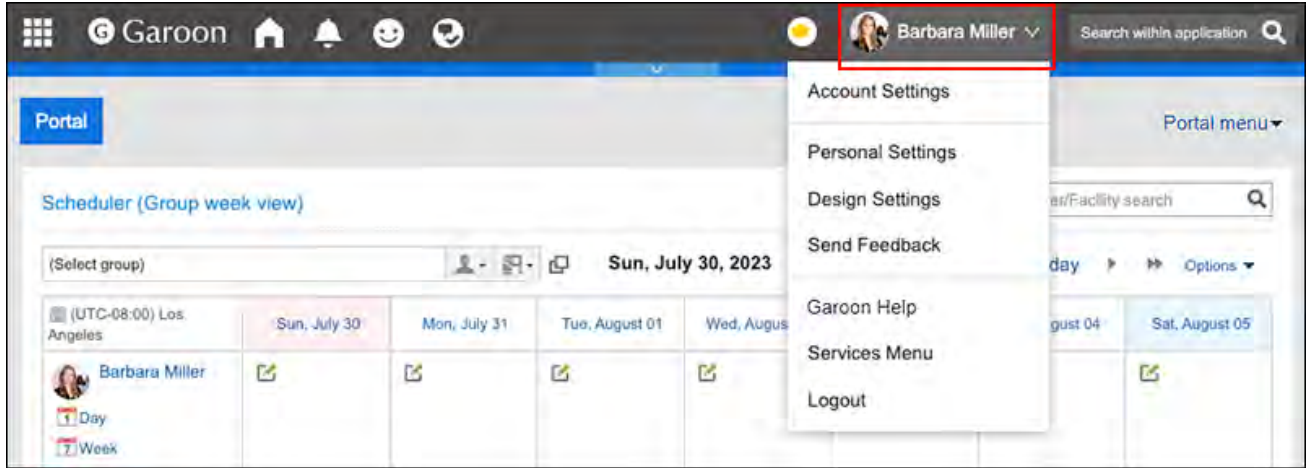 Garoon
Barbara Miller
Search within application
Account Settings
Portal
Portal menu
Personal Settings
Scheduler (Group week view)
Design Settings
er/Facility search
Send Feedback
(Select group)
Sun, July 30, 2023
day
Options
Garoon Help
(UTC-08:00) Los
Angeles
Sun, July 30
Mon, July 31
Tue, August 01
Wed, Augus
gust 04
Sat, August 05
Services Menu
Barbara Miller
Logout
1 Day
7 Week